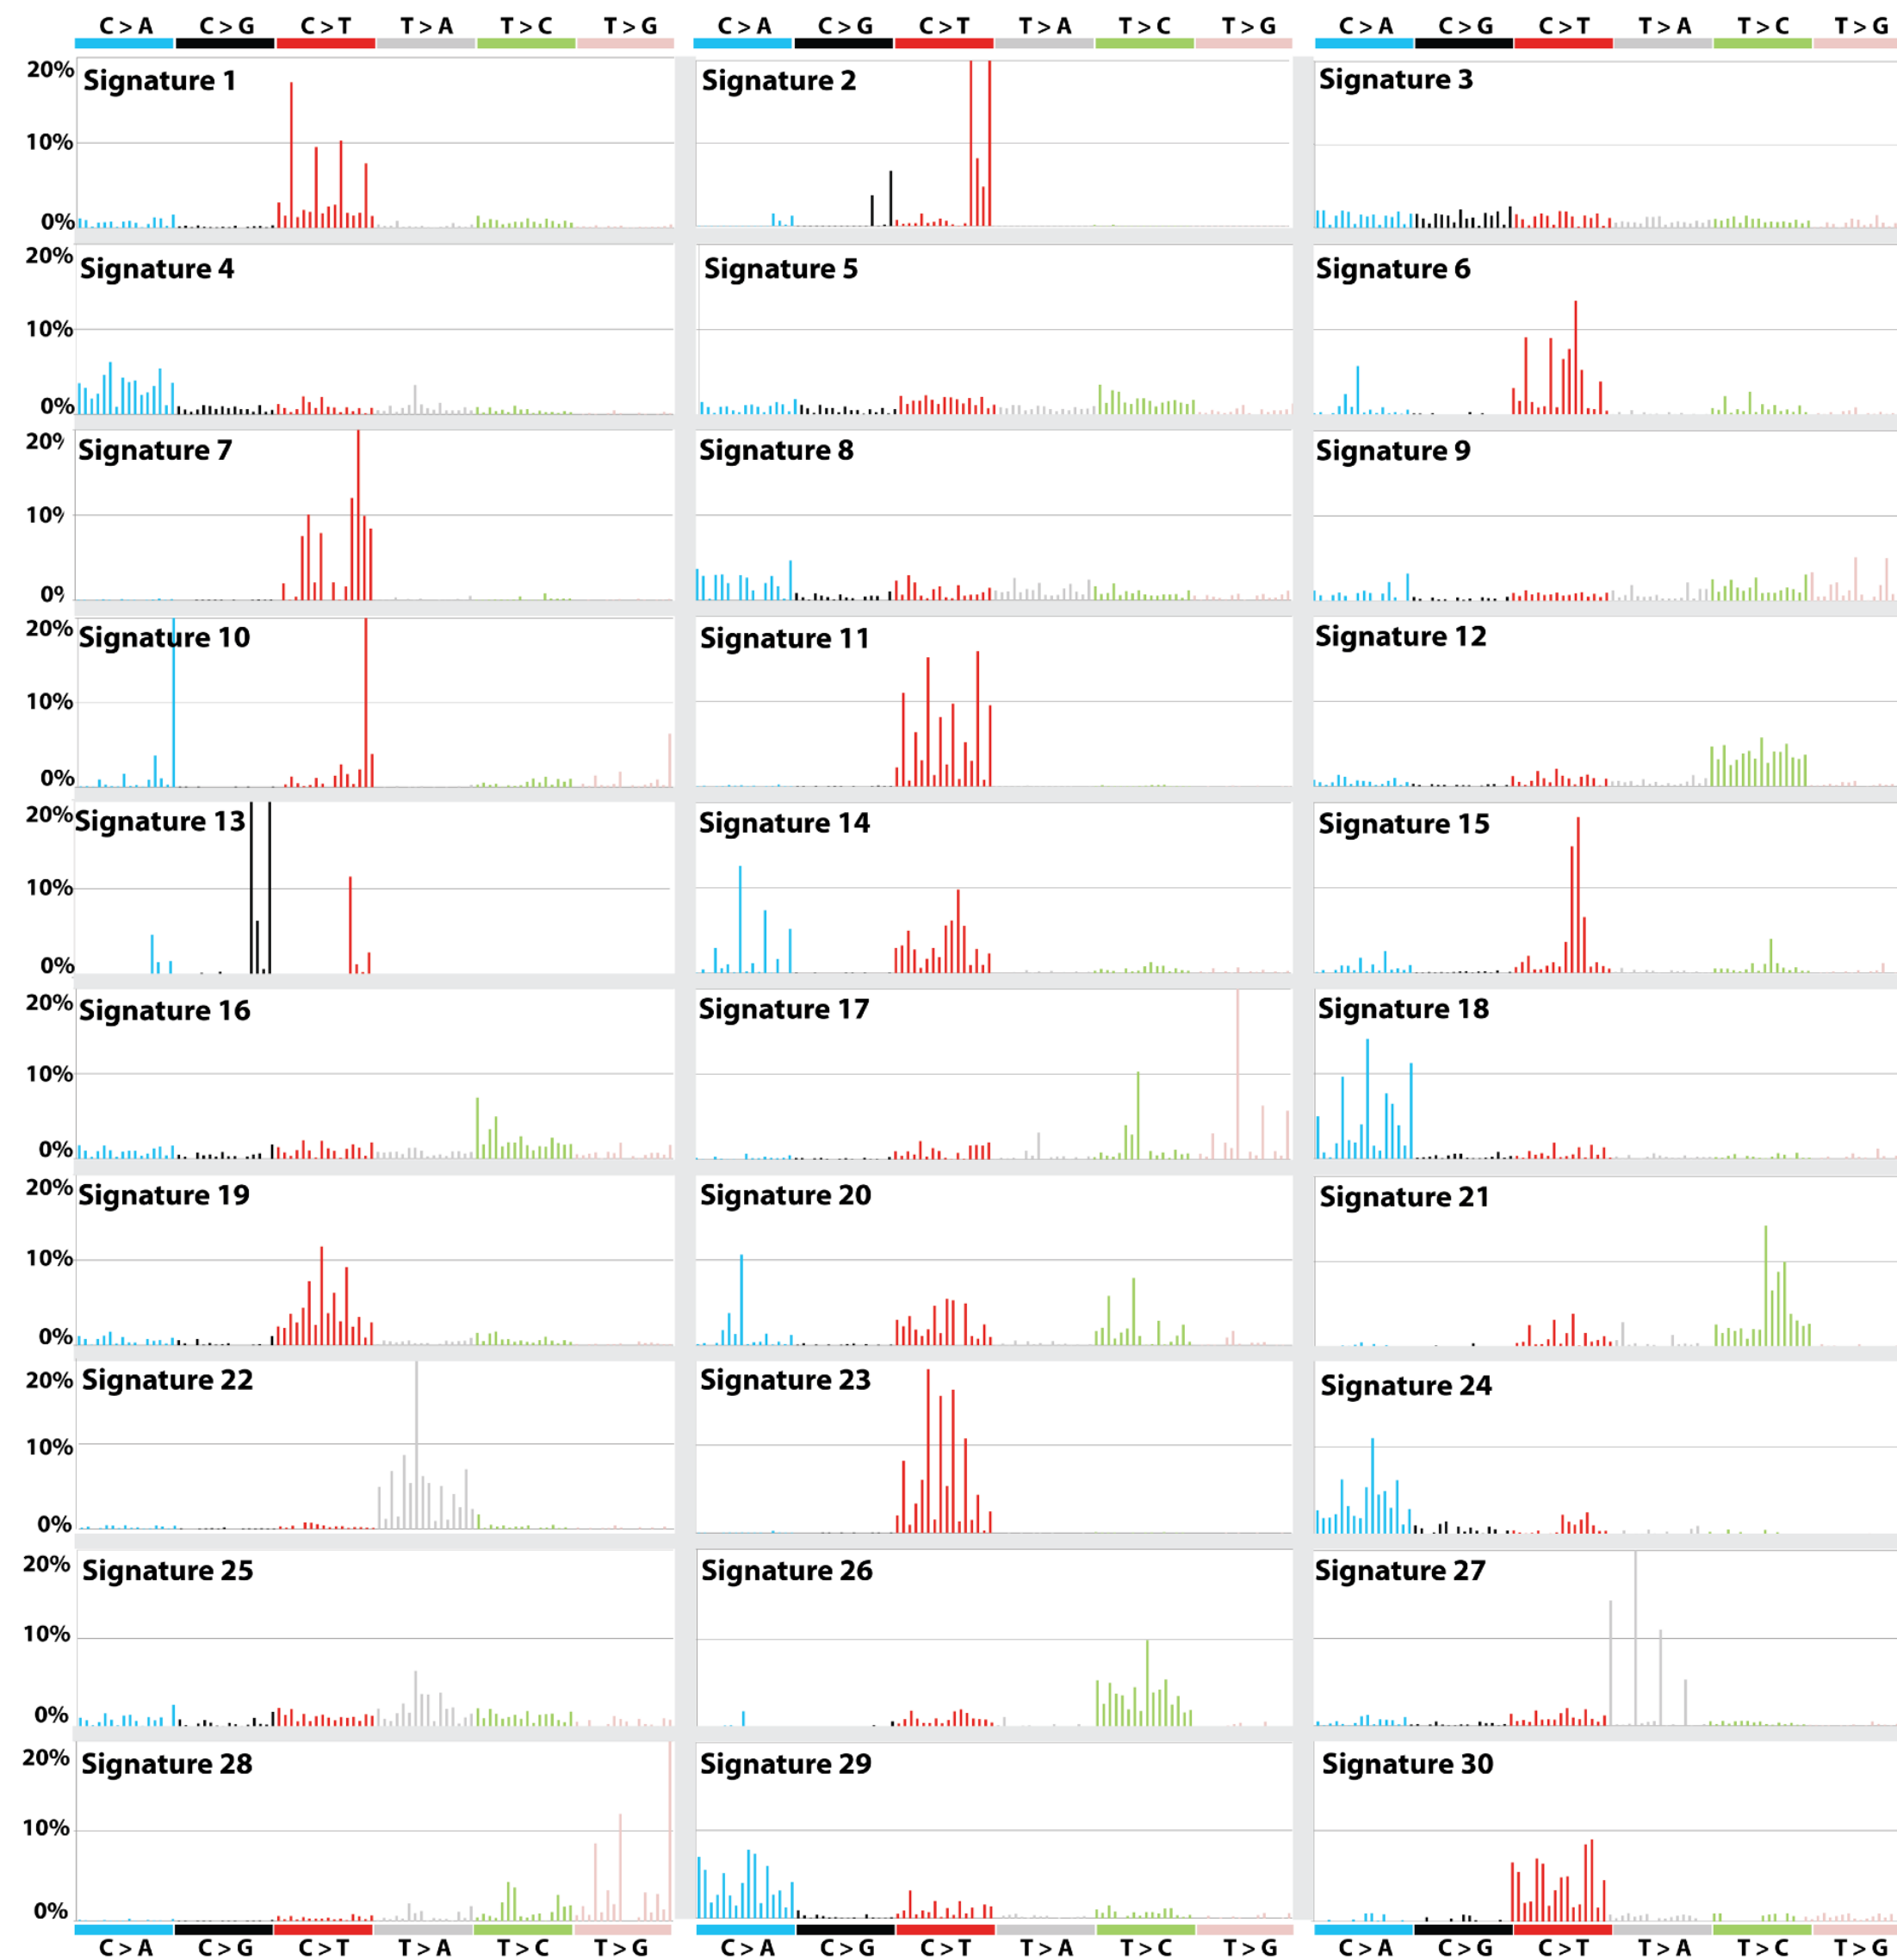 C > A C > G C > T T > A T > C T > G C > A C > G C > T T > A T > C T > G C > A C > G C > T T > A T > C T > G
20% Signature 1 Signature 2 Signature 3
10%
0%
20% Signature 4 Signature 5 Signature 6
10%
0%
20% Signature 7 Signature 8 Signature 9
10%
0%
20% Signature 10 Signature 11 Signature 12
10%
0%
20% Signature 13 Signature 14 Signature 15
10%
0%
20% Signature 16 Signature 17 Signature 18
10%
0%
20% Signature 19 Signature 20 Signature 21
10%
0%
20% Signature 22 Signature 23 Signature 24
10%
0%
20% Signature 25 Signature 26 Signature 27
10%
0%
20% Signature 28 Signature 29 Signature 30
10%
0%
C > A C > G C > T T > A T > C T > G C > A C > G C > T T > A T > C T > G C > A C > G C > T T > A T > C T > G